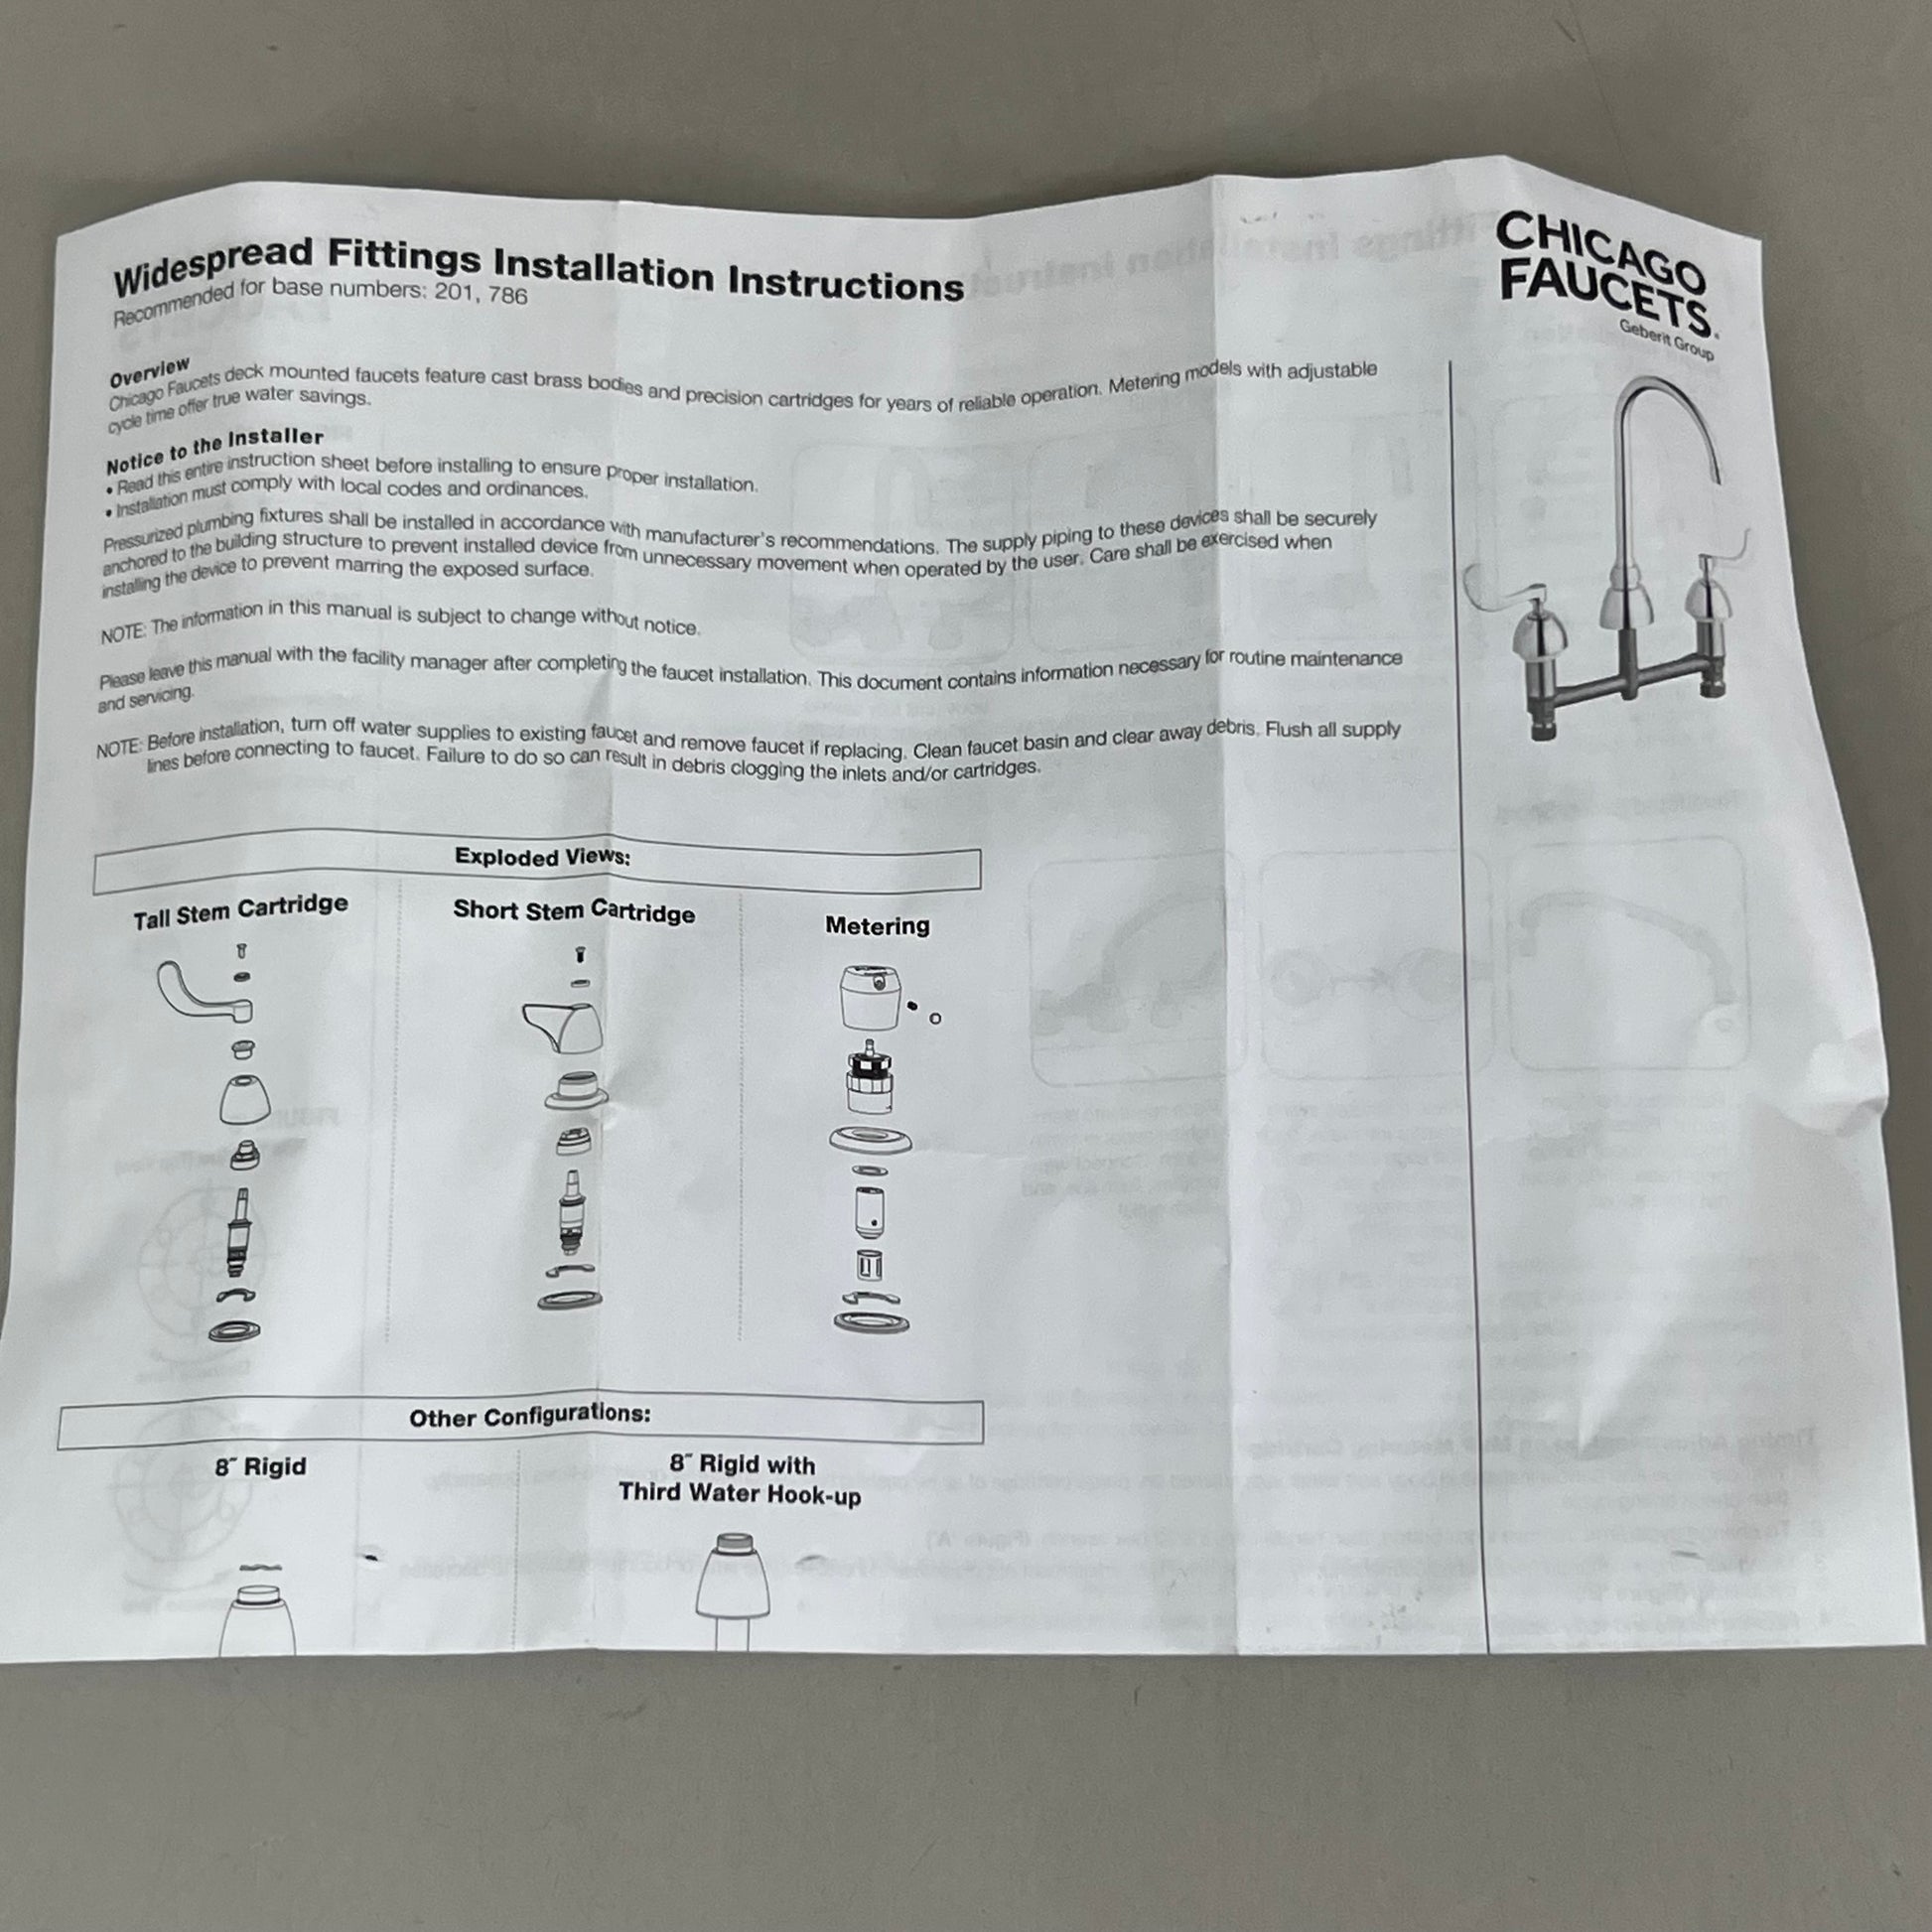 Widespread Fittings Installation Instructions
Recommended for base numbers: 201, 786
CHICAGO
FAUCETS®
Geberit Group
Overview
Chicago Faucets deck mounted faucets feature cast brass bodies and precision cartridges for years of reliable operation. Metering models with adjustable
cycle time offer true water savings.
Notice to the Installer
• Read this entire instruction sheet before installing to ensure proper installation.
• Installation must comply with local codes and ordinances.
Pressurized plumbing fixtures shall be installed in accordance with manufacturer's recommendations. The supply piping to these devices shall be securely
anchored to the building structure to prevent installed device from unnecessary movement when operated by the user. Care shall be exercised when
installing the device to prevent marring the exposed surface.
NOTE: The information in this manual is subject to change without notice.
Please leave this manual with the facility manager after completing the faucet installation. This document contains information necessary for routine maintenance
and servicing.
NOTE: Before installation, turn off water supplies to existing faucet and remove faucet if replacing. Clean faucet basin and clear away debris. Flush all supply
lines before connecting to faucet. Failure to do so can result in debris clogging the inlets and/or cartridges.
Exploded Views:
Tall Stem Cartridge
Short Stem Cartridge
Metering
Other Configurations:
8˝ Rigid
8˝ Rigid with
Third Water Hook-up